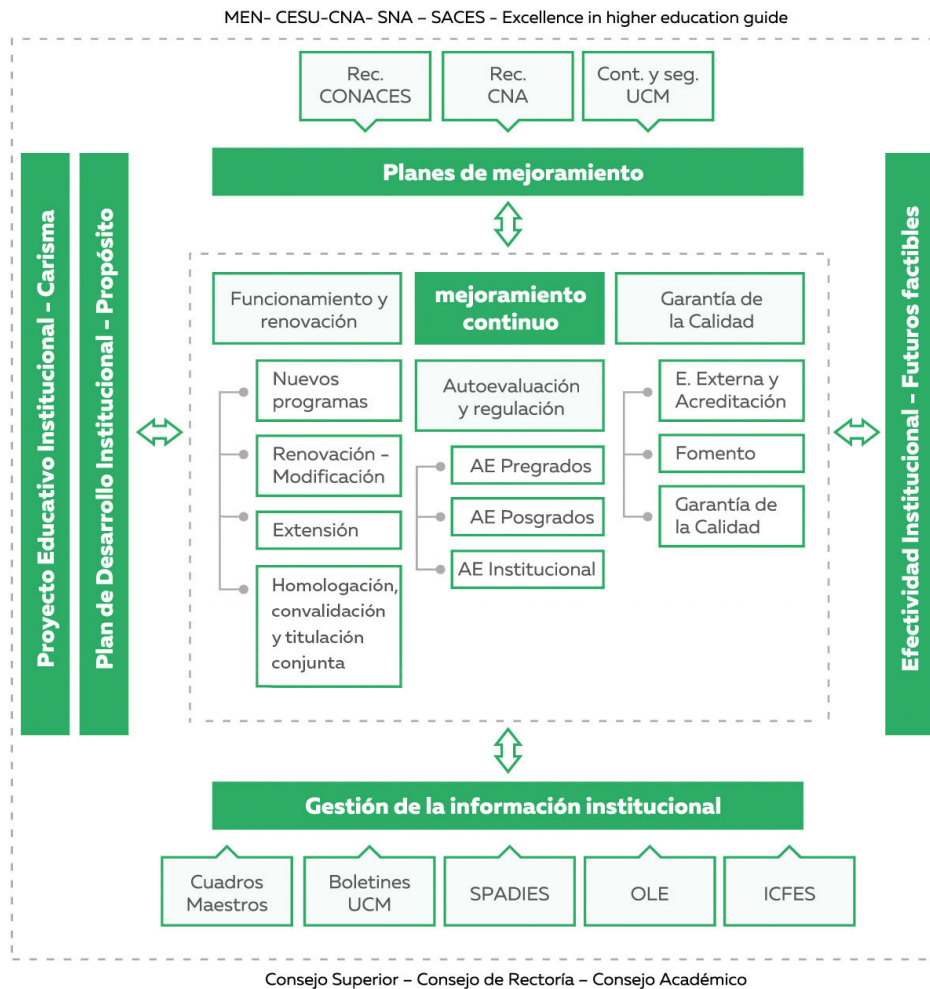 MEN- CESU-CNA- SNA – SACES - Excellence in higher education guide
Rec.
CONACES
Rec.
CNA
Cont. y seg.
UCM
Planes de mejoramiento
Proyecto Educativo Institucional – Carisma
Plan de Desarrollo Institucional – Propósito
Funcionamiento y
renovación
Nuevos
programas
Renovación –
Modificación
Extensión
Homologación,
convalidación
y titulación
conjunta
mejoramiento
continuo
Autoevaluación
y regulación
AE Pregrados
AE Posgrados
AE Institucional
Garantía de
la Calidad
E. Externa y
Acreditación
Fomento
Garantía de
la Calidad
Efectividad Institucional – Futuros factibles
Gestión de la información institucional
Cuadros
Maestros
Boletines
UCM
SPADIES
OLE
ICFES
Consejo Superior – Consejo de Rectoría – Consejo Académico